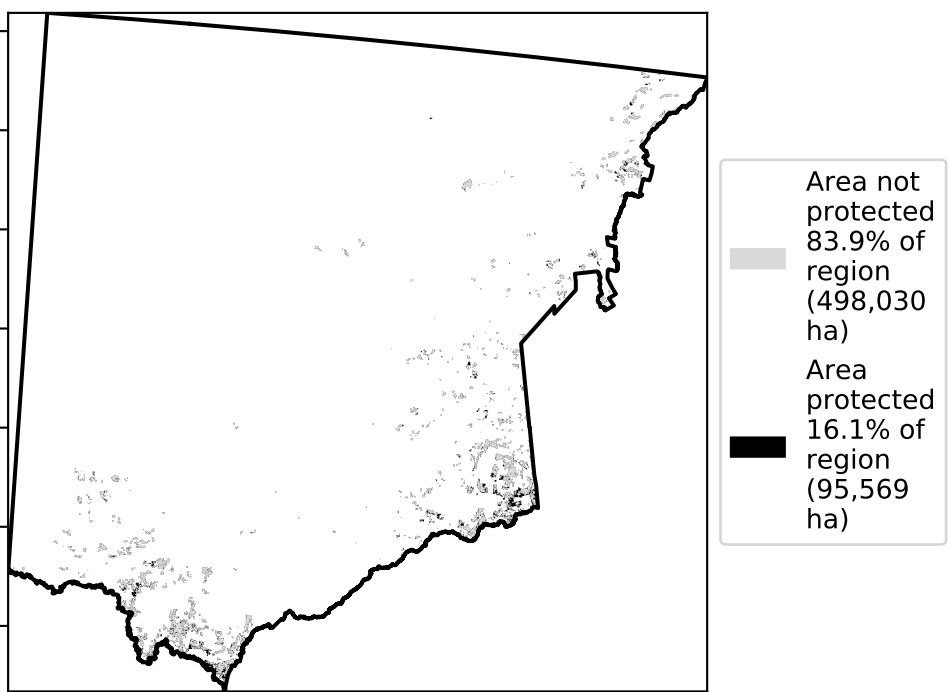 Area not
protected
83.9% of
region
(498,030
ha)
Area
protected
16.1% of
region
(95,569
ha)